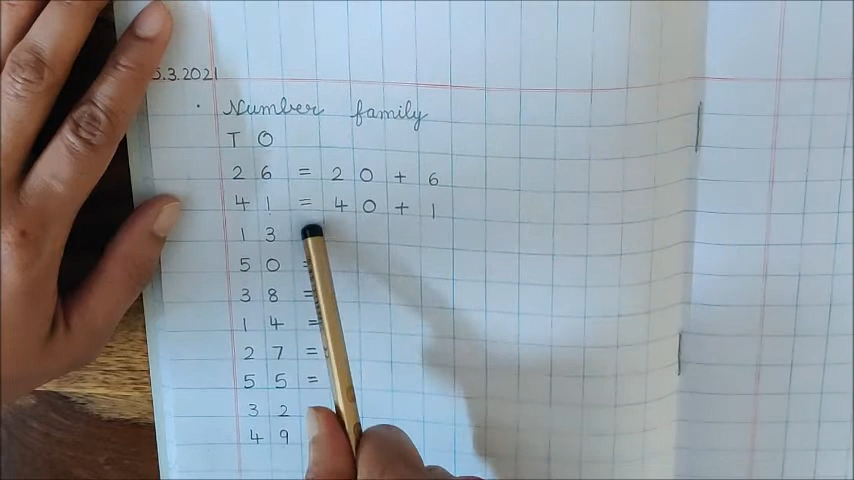 5.3.2021
. Number family
T O
2 6 = 2 0 + 6
4 1 = 4 0 + 1
1 3
5 0 =
3 8 =
1 4 =
2 7 =
5 5 =
3 2
4 9